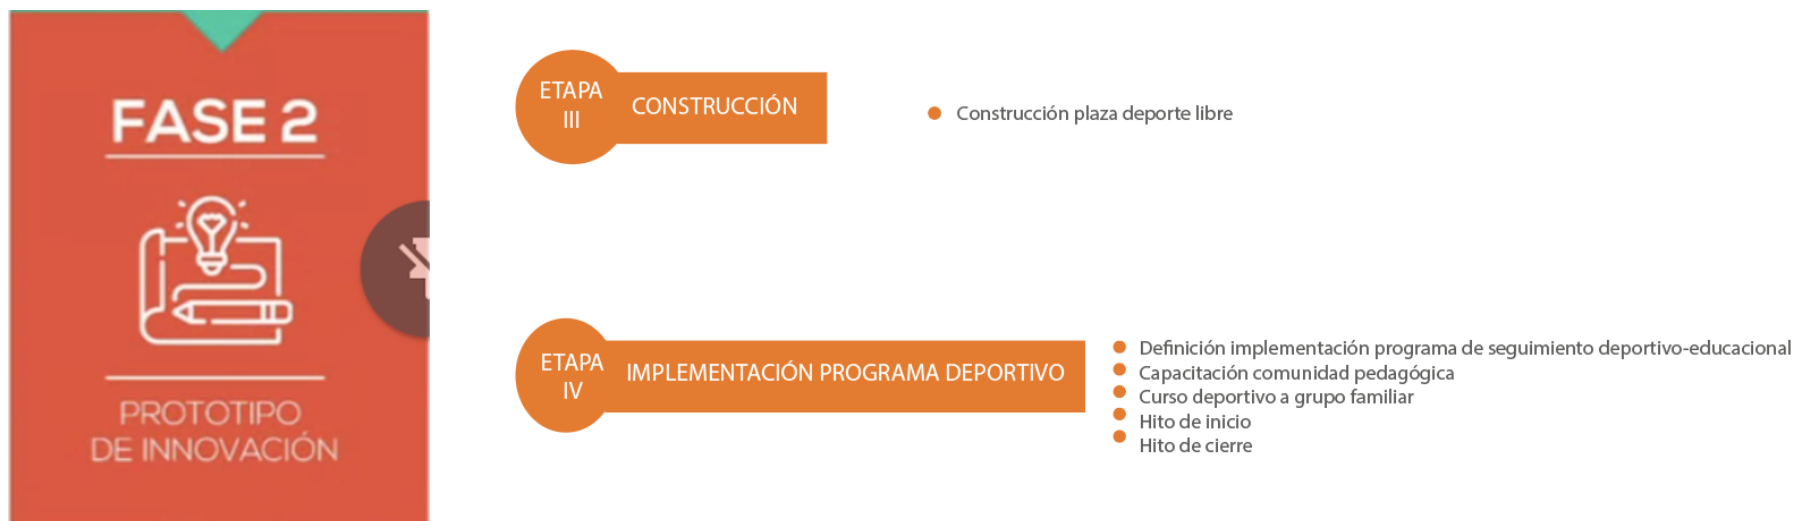 FASE 2
PROTOTIPO
DE INNOVACIÓN
ETAPA
III
CONSTRUCCIÓN
Construcción plaza deporte libre
ETAPA
IV
IMPLEMENTACIÓN PROGRAMA DEPORTIVO
Definición implementación programa de seguimiento deportivo-educacional
Capacitación comunidad pedagógica
Curso deportivo a grupo familiar
Hito de inicio
Hito de cierre